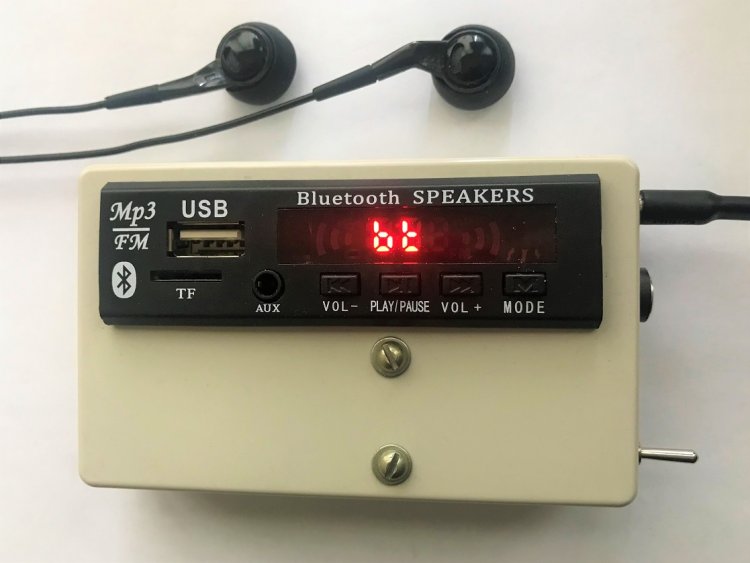 Bluetooth SPEAKERS
Mp3
FM
USB
bt
TF
AUX
VOL-
PLAY/PAUSE
VOL+
MODE
M